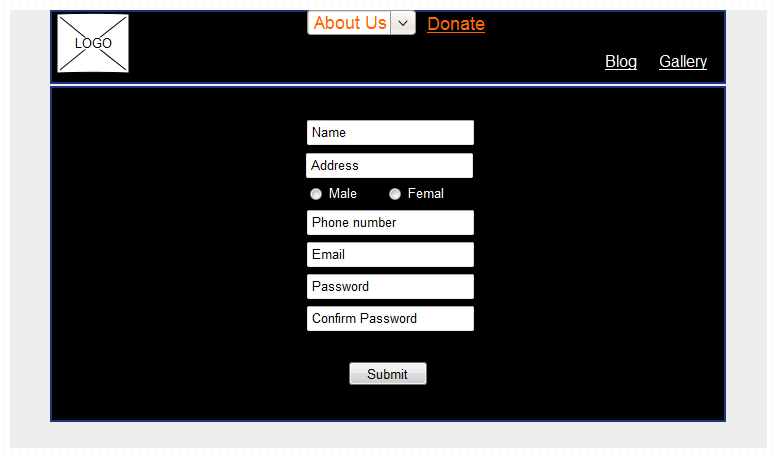 LOGO
About Us Donate
Blog Gallery
Name
Address
Male Femal
Phone number
Email
Password
Confirm Password
Submit